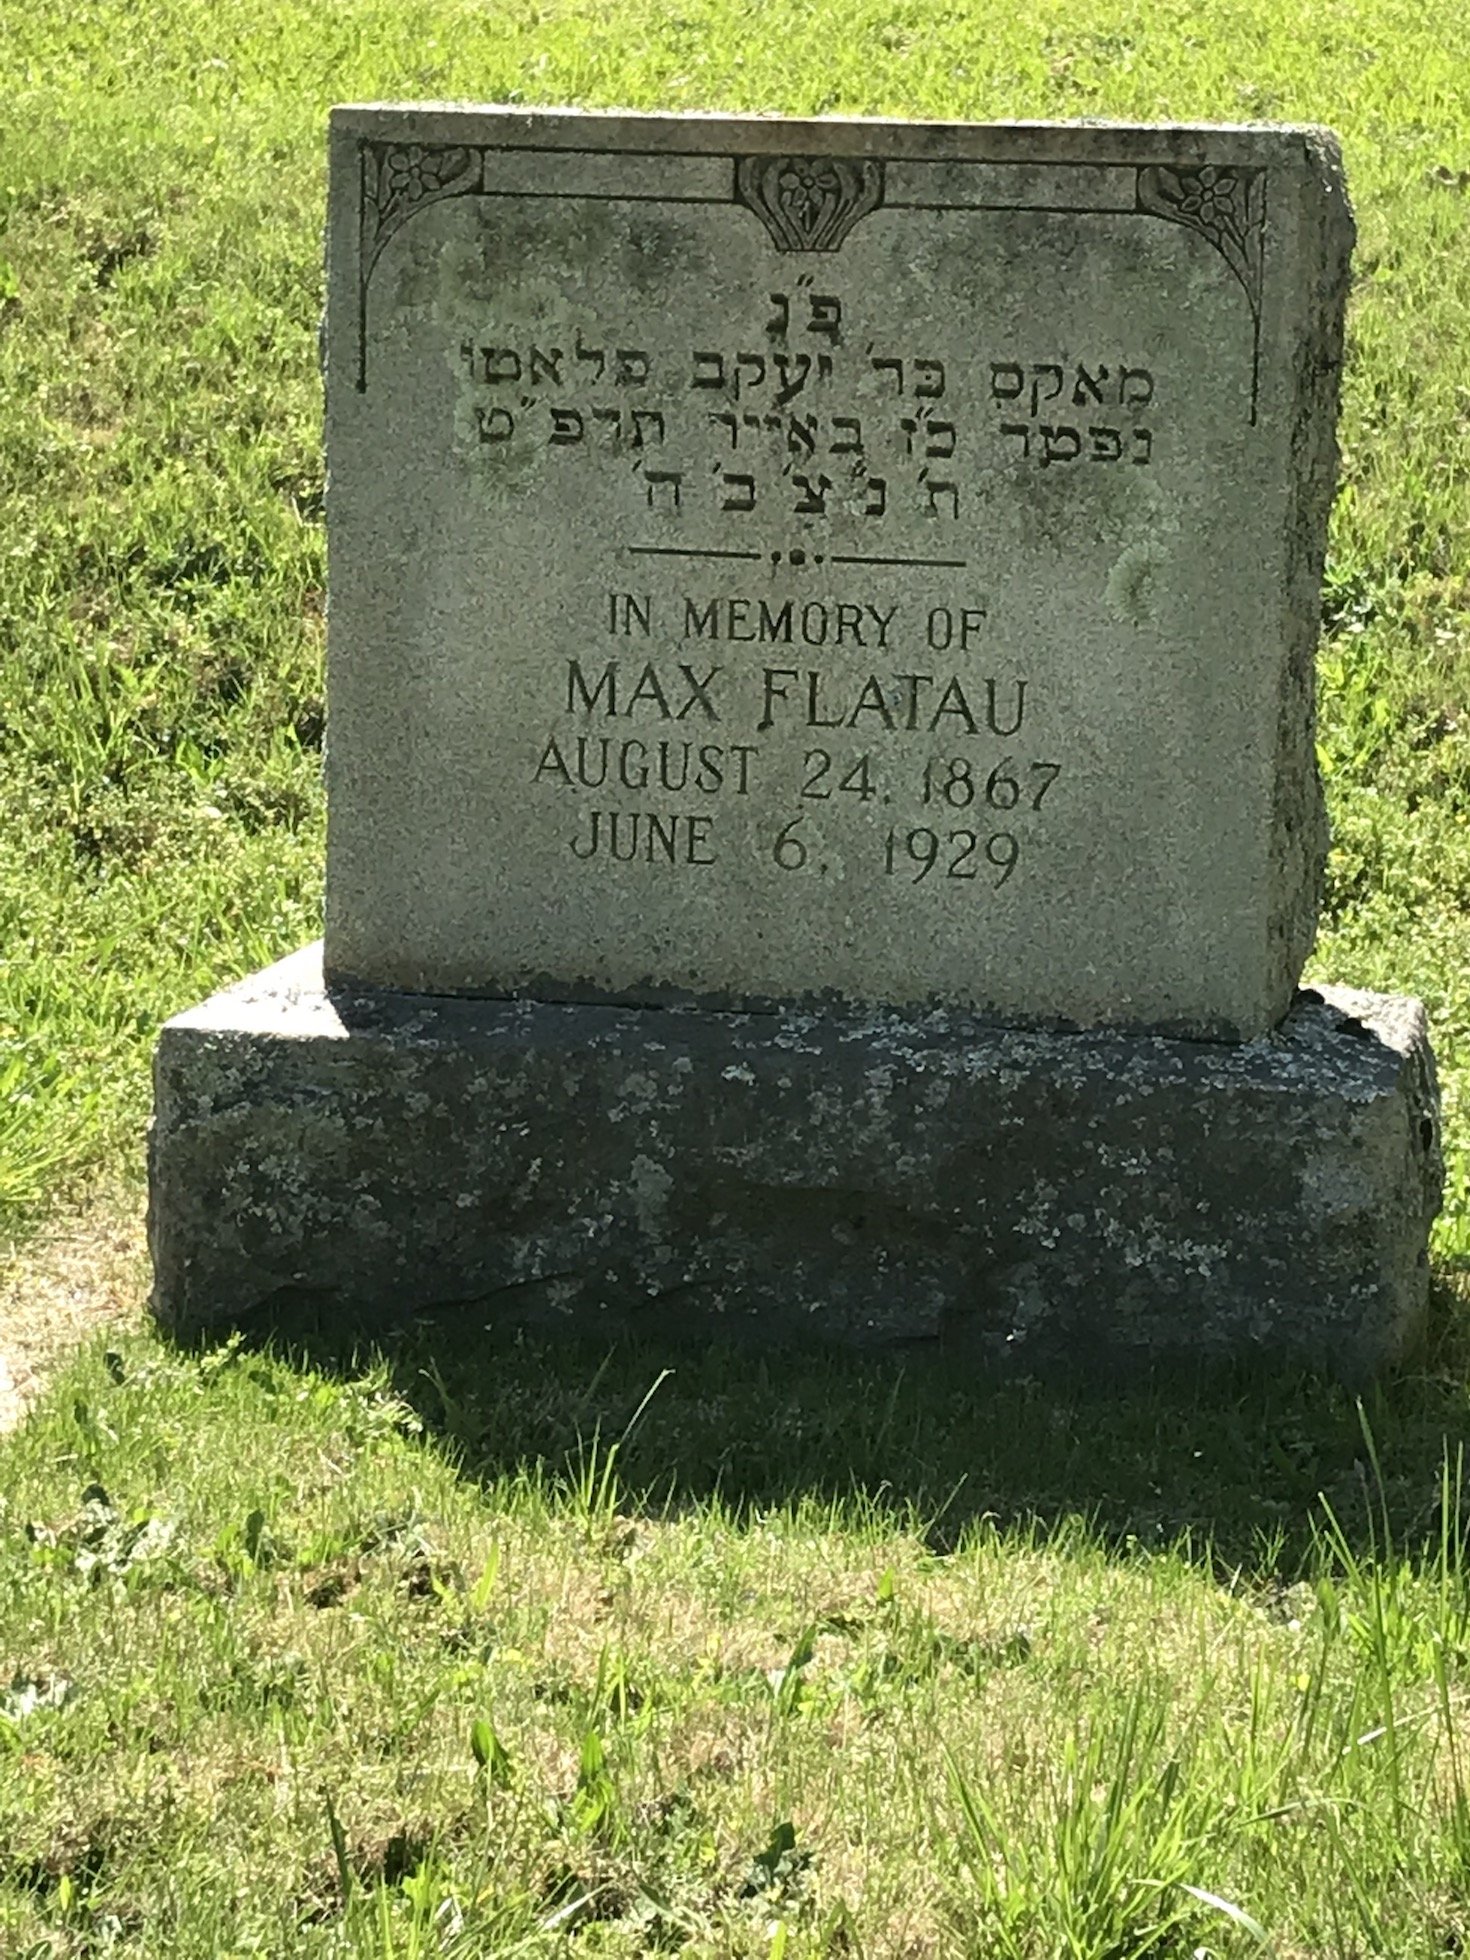 פ"נ
מאקס בר' יעקב פלאטו
נפטר כ"ז באייר תרפ"ט
ת' נ' צ' ב' ה'
IN MEMORY OF
MAX FLATAU
AUGUST 24, 1867
JUNE 6, 1929